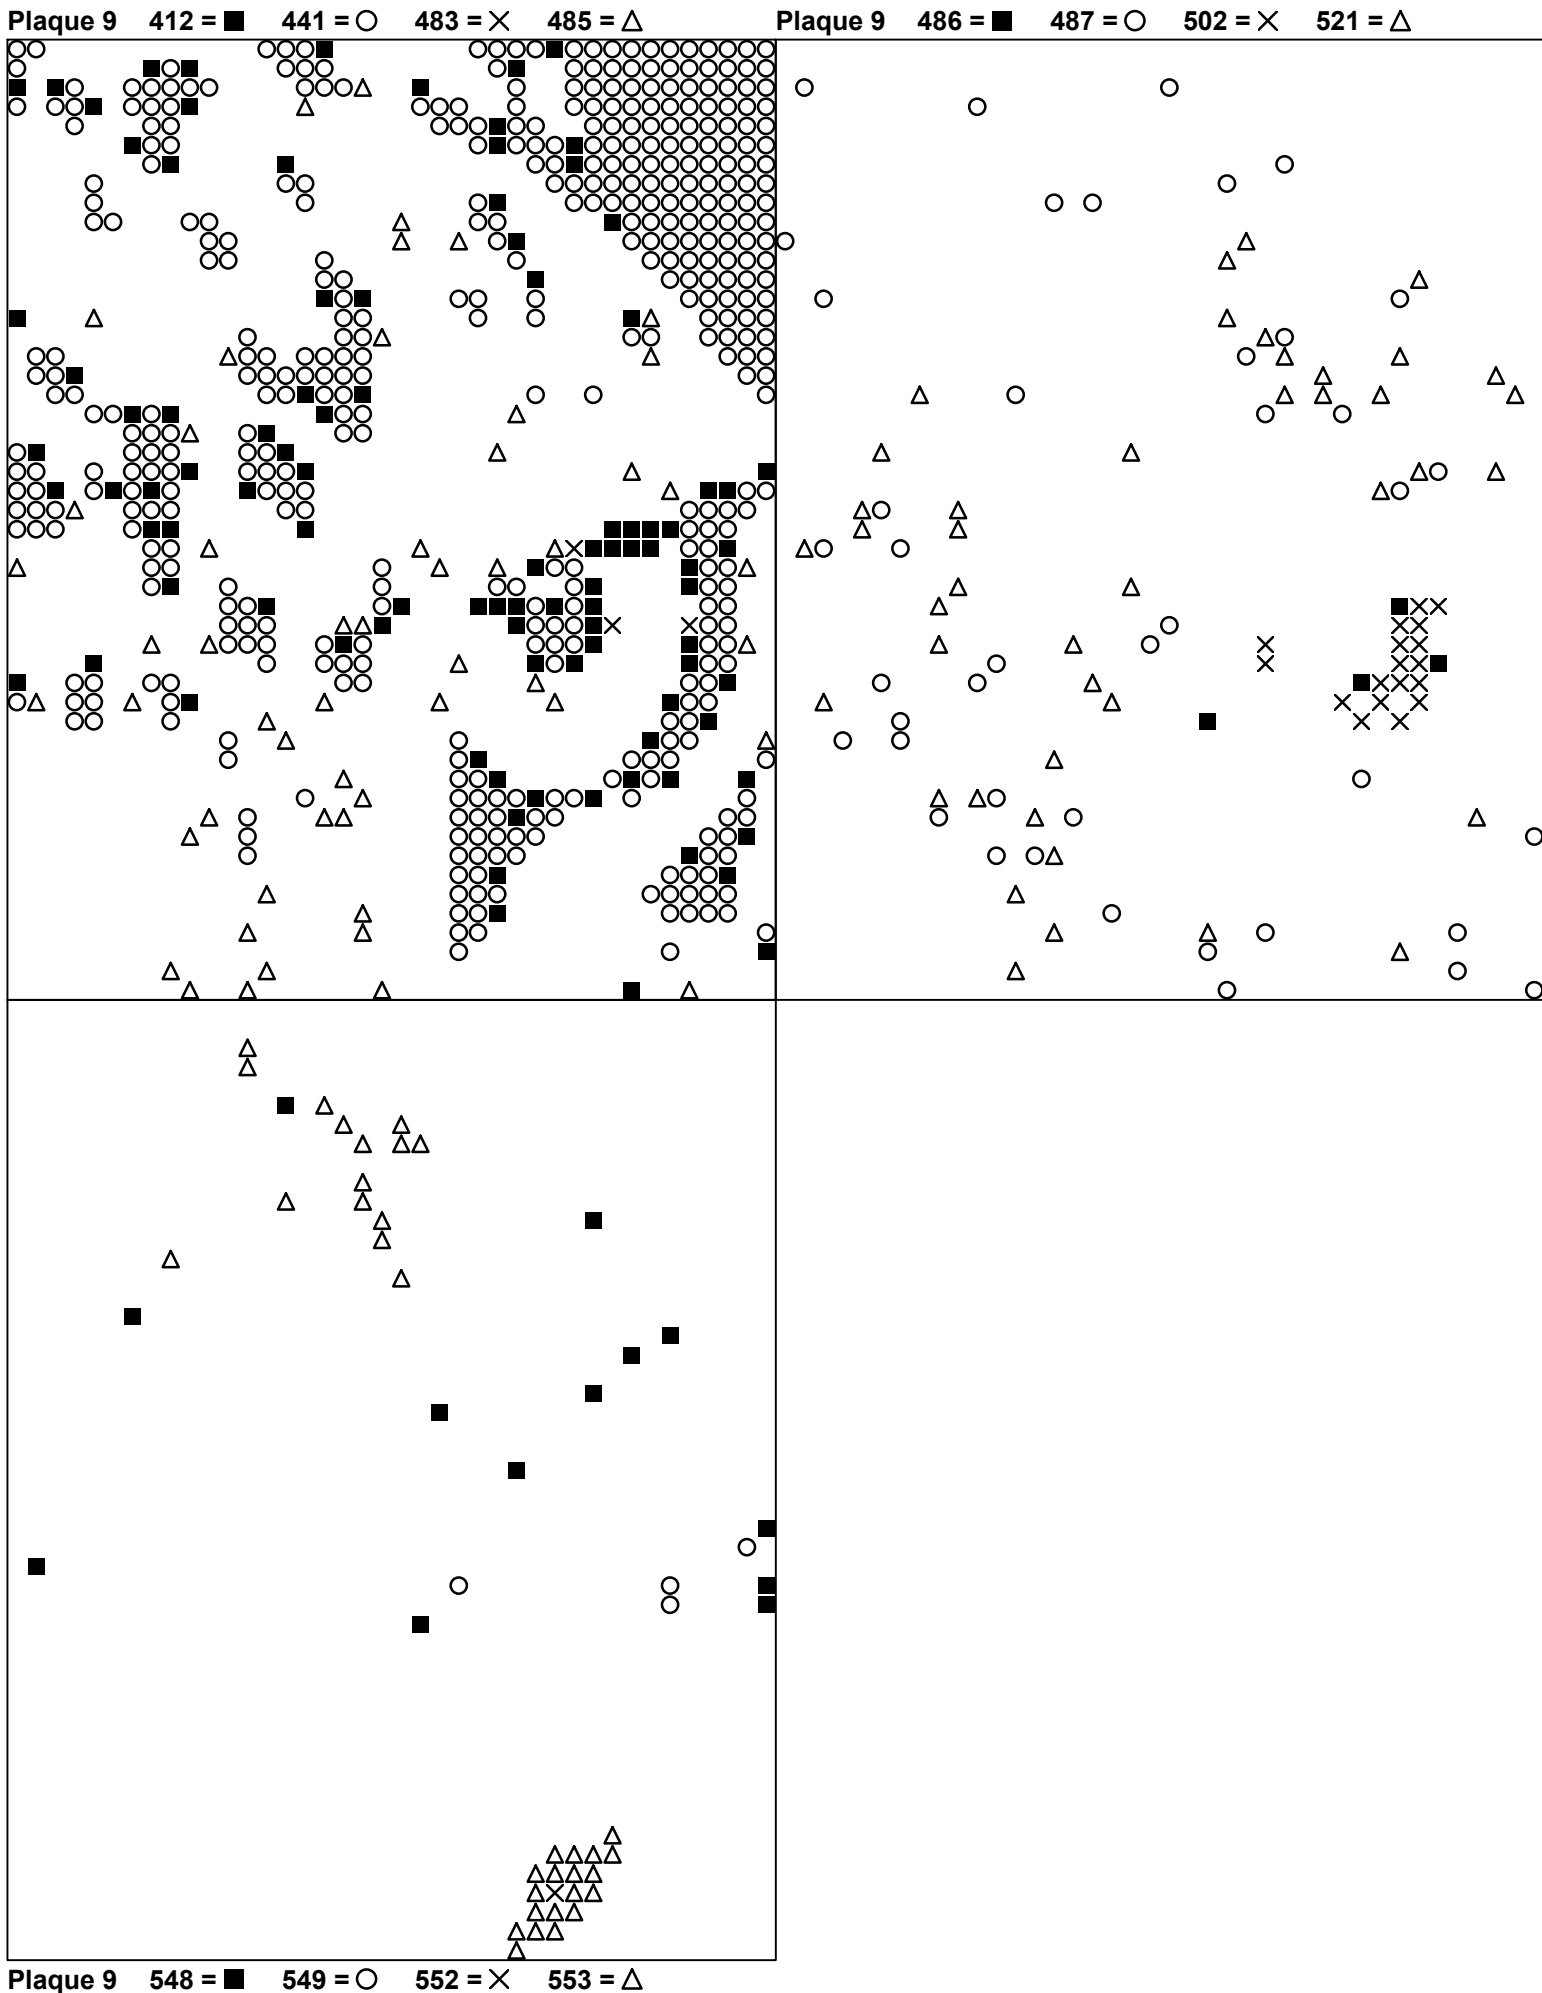 Plaque 9 412 = ■ 441 = ○ 483 = × 485 = △
Plaque 9 486 = ■ 487 = ○ 502 = × 521 = △
Plaque 9 548 = ■ 549 = ○ 552 = × 553 = △